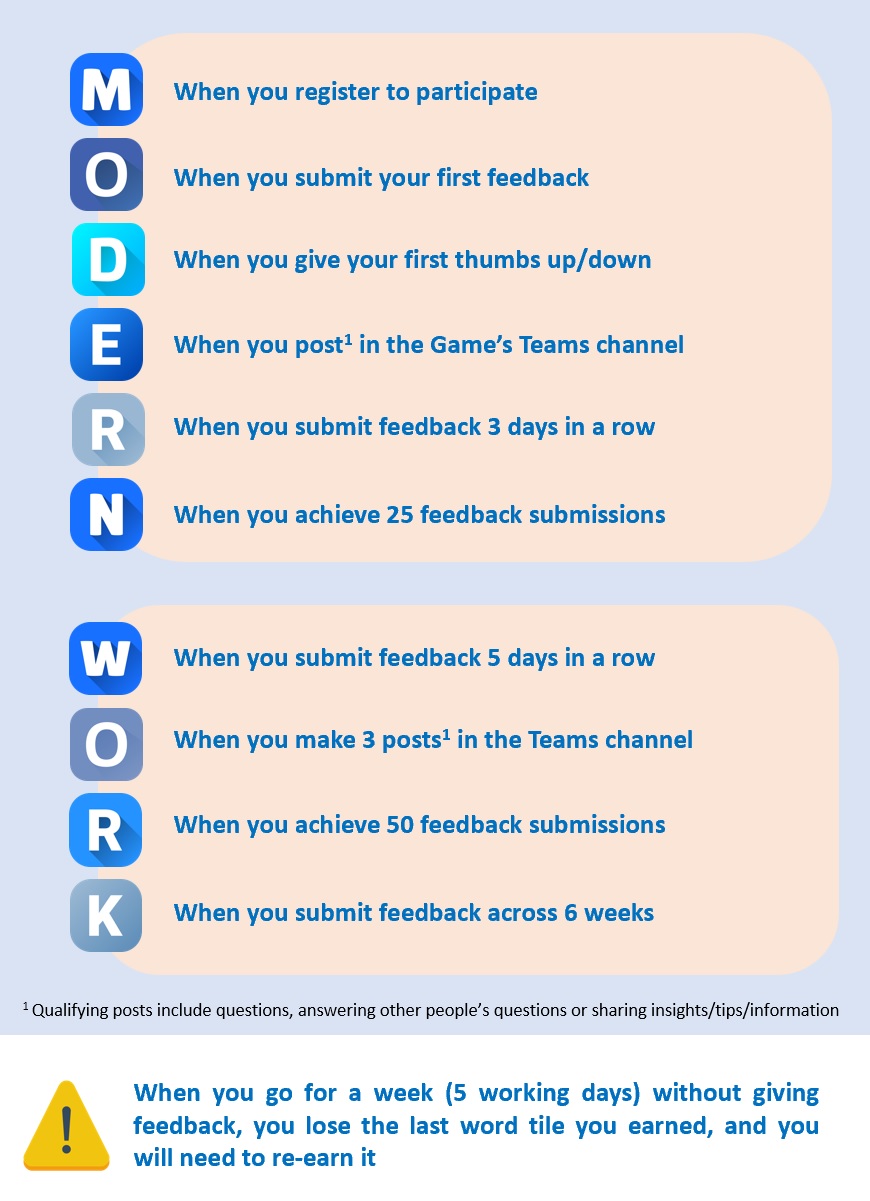 M When you register to participate
O When you submit your first feedback
D When you give your first thumbs up/down
E When you post¹ in the Game’s Teams channel
R When you submit feedback 3 days in a row
N When you achieve 25 feedback submissions
W When you submit feedback 5 days in a row
O When you make 3 posts¹ in the Teams channel
R When you achieve 50 feedback submissions
K When you submit feedback across 6 weeks
¹ Qualifying posts include questions, answering other people’s questions or sharing insights/tips/information
! When you go for a week (5 working days) without giving
feedback, you lose the last word tile you earned, and you
will need to re-earn it